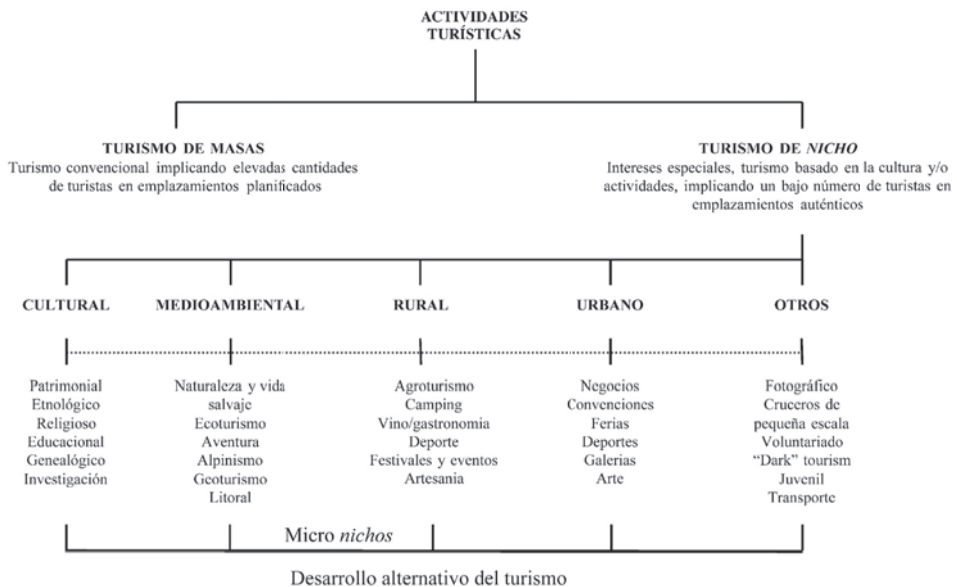 ACTIVIDADES
TURÍSTICAS
TURISMO DE MASAS
Turismo convencional implicando elevadas cantidades
de turistas en emplazamientos planificados
TURISMO DE NICHO
Intereses especiales, turismo basado en la cultura y/o
actividades, implicando un bajo número de turistas en
emplazamientos auténticos
CULTURAL
MEDIOAMBIENTAL
RURAL
URBANO
OTROS
Patrimonial
Etnológico
Religioso
Educacional
Genealógico
Investigación
Naturaleza y vida
salvaje
Ecoturismo
Aventura
Alpinismo
Geoturismo
Litoral
Agroturismo
Camping
Vino/gastronomia
Deporte
Festivales y eventos
Artesania
Negocios
Convenciones
Ferias
Deportes
Galerias
Arte
Fotográfico
Cruceros de
pequeña escala
Voluntariado
“Dark” tourism
Juvenil
Transporte
Micro nichos
Desarrollo alternativo del turismo